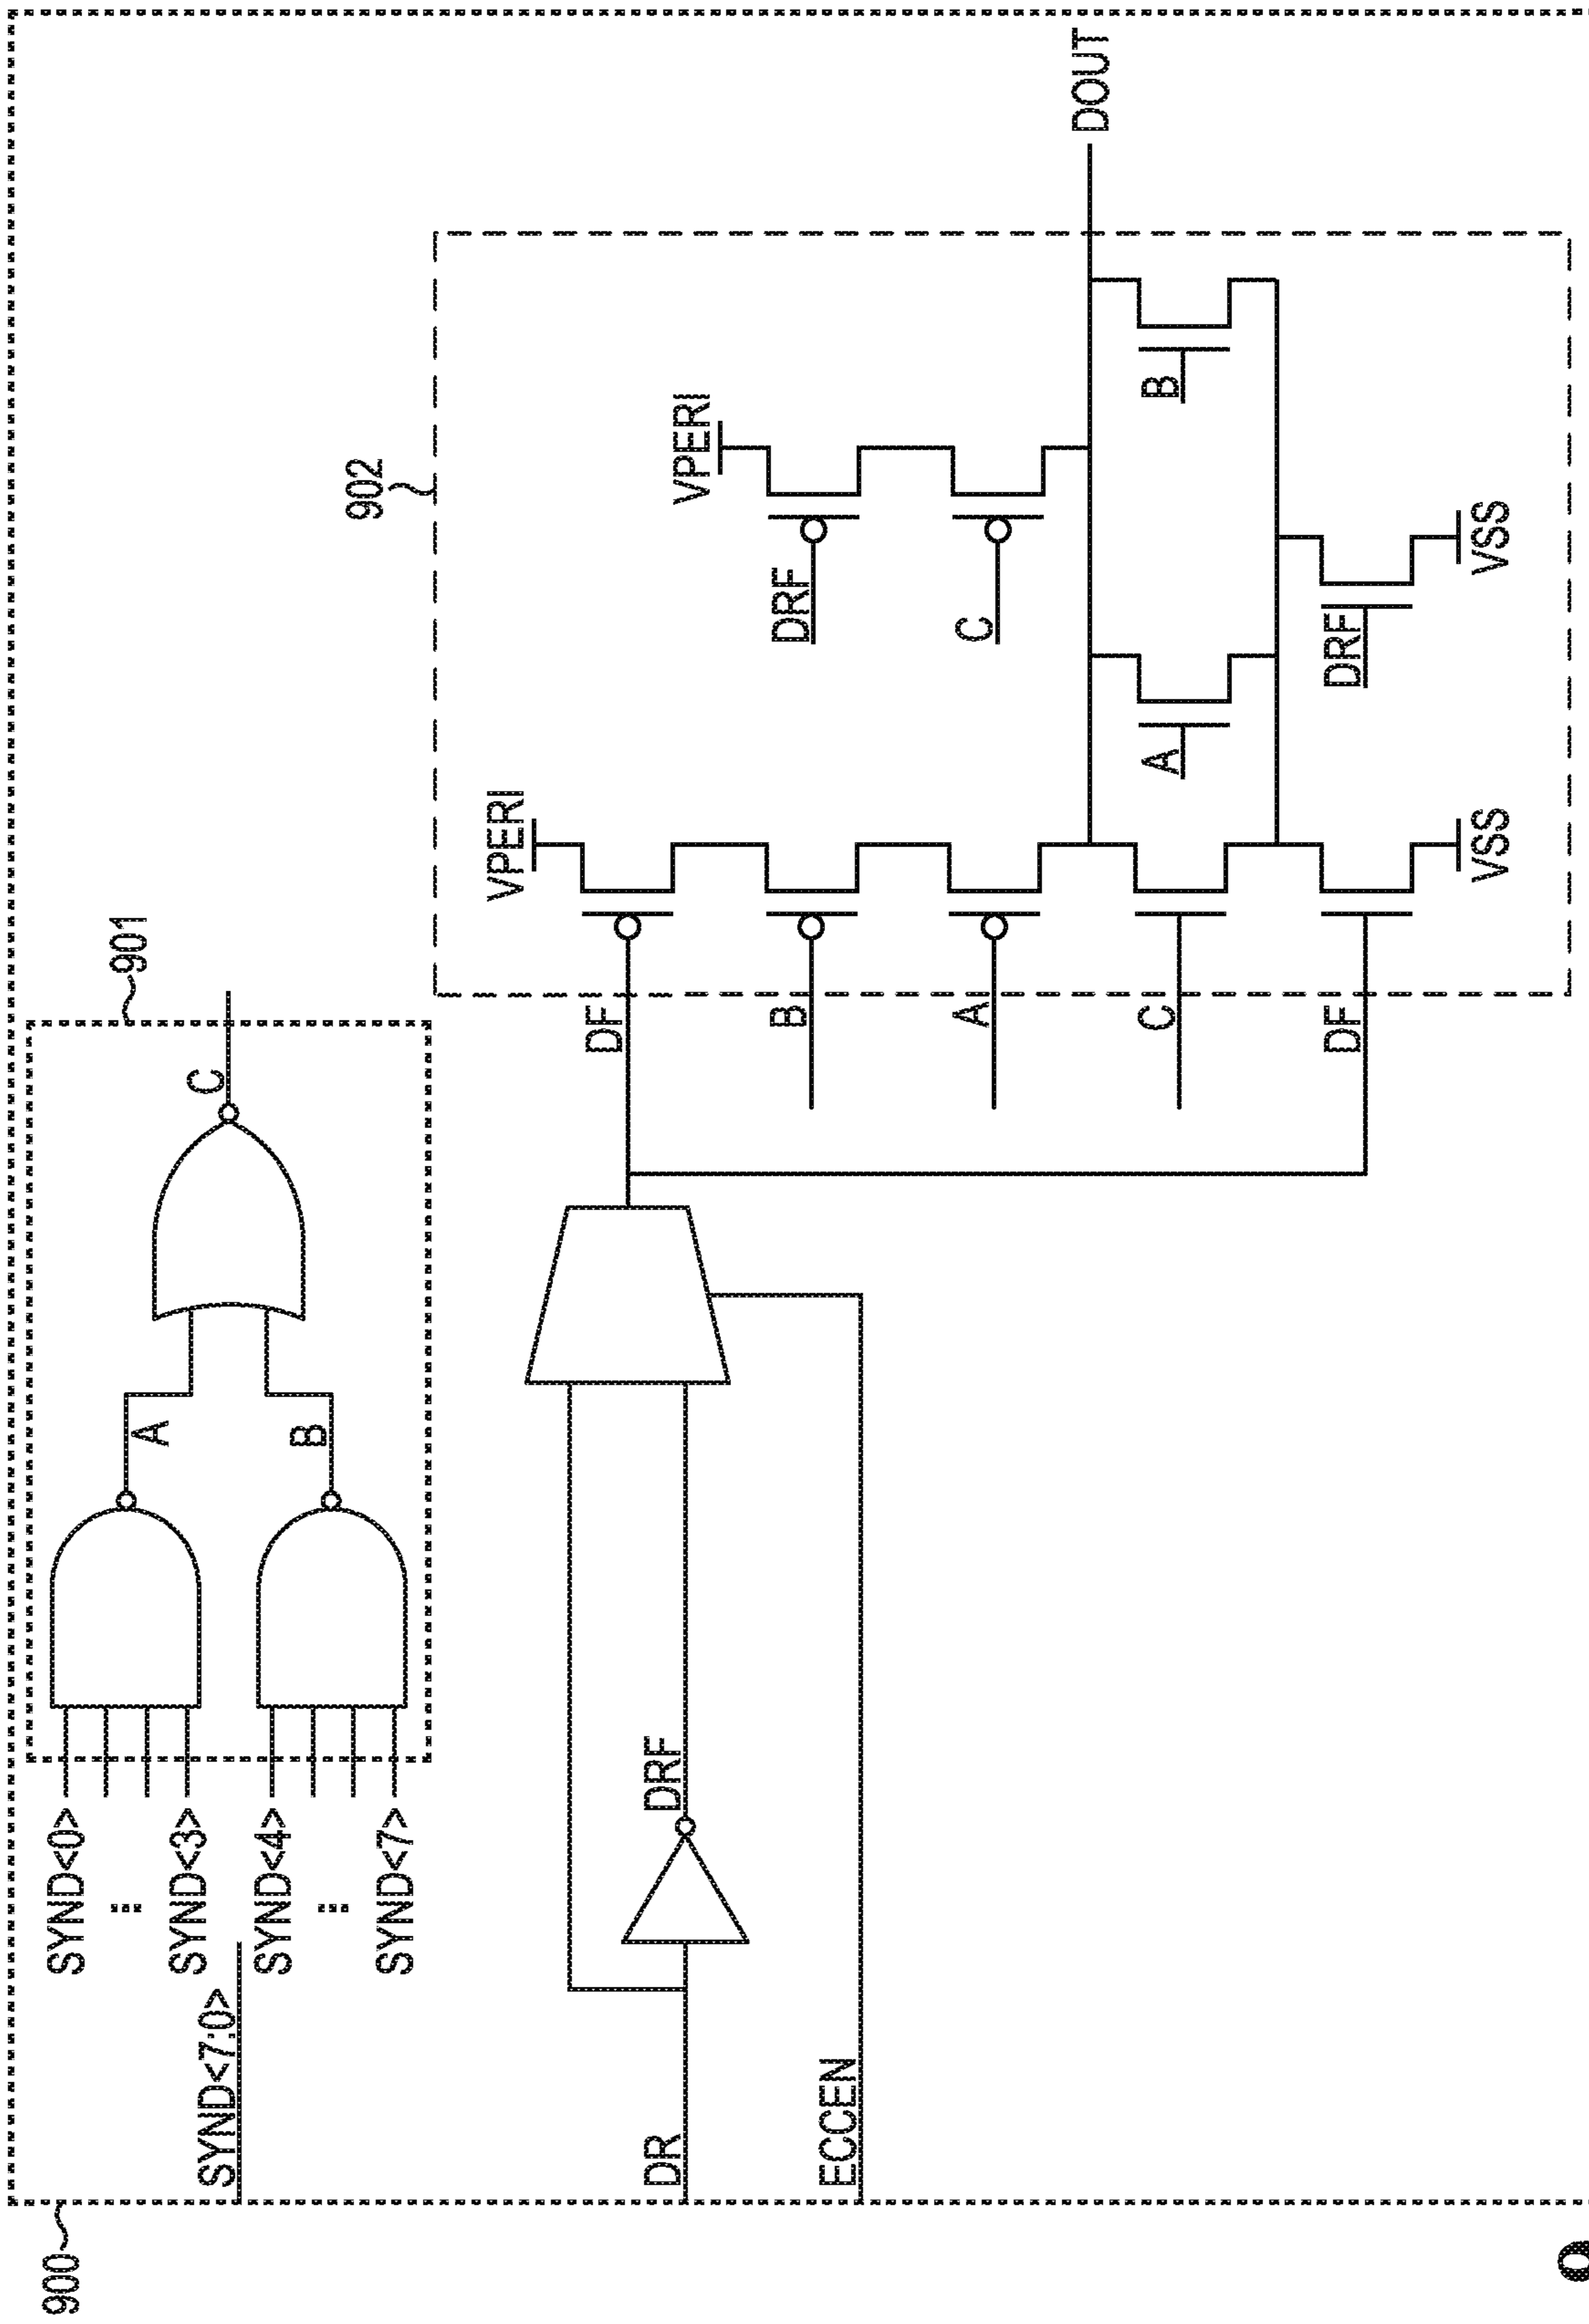 900
901
SYND<0>
SYND<3>
SYND<4>
SYND<7>
SYND<7:0>
A
B
C
902
DR
DRF
ECCEN
DF
B
A
C
DF
VPERI
VPERI
DRF
C
A
B
DRF
VSS
VSS
DOUT
9